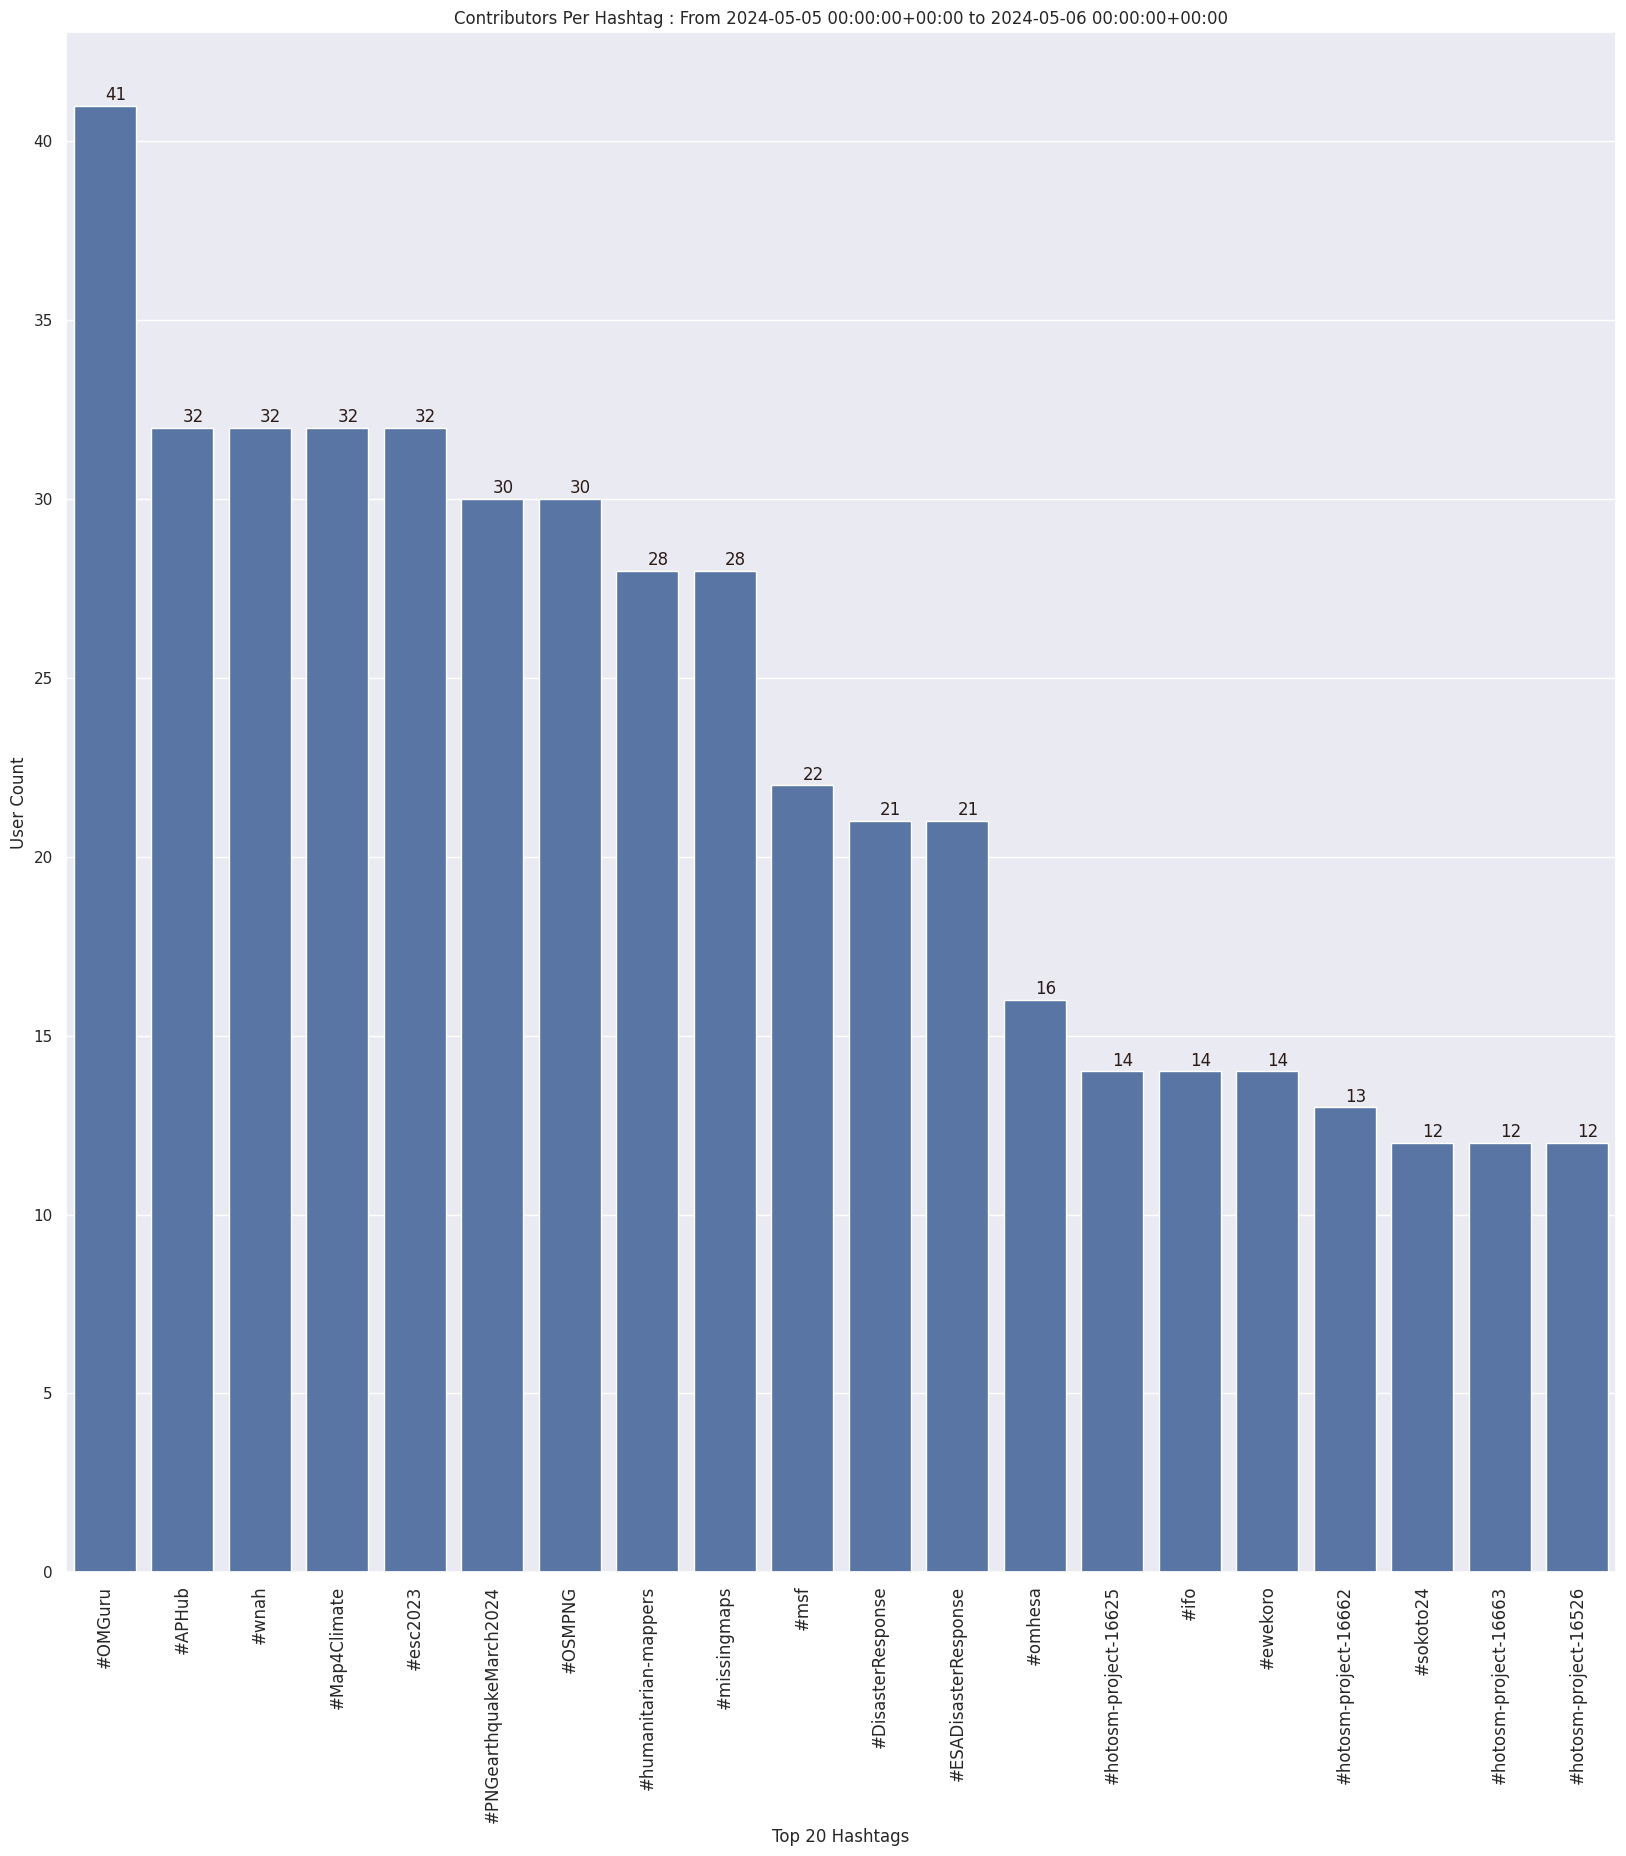 Contributors Per Hashtag : From 2024-05-05 00:00:00+00:00 to 2024-05-06 00:00:00+00:00
41
32
32
32
32
30
30
28
28
22
21
21
16
14
14
14
13
12
12
12
40
35
30
25
20
15
10
5
0
User Count
#OMGuru
#APHub
#wnah
#Map4Climate
#esc2023
#PNGearthquakeMarch2024
#OSMPNG
#humanitarian-mappers
#missingmaps
#msf
#DisasterResponse
#ESADisasterResponse
#omhesa
#hotosm-project-16625
#ifo
#ewekoro
#hotosm-project-16662
#sokoto24
#hotosm-project-16663
#hotosm-project-16526
Top 20 Hashtags